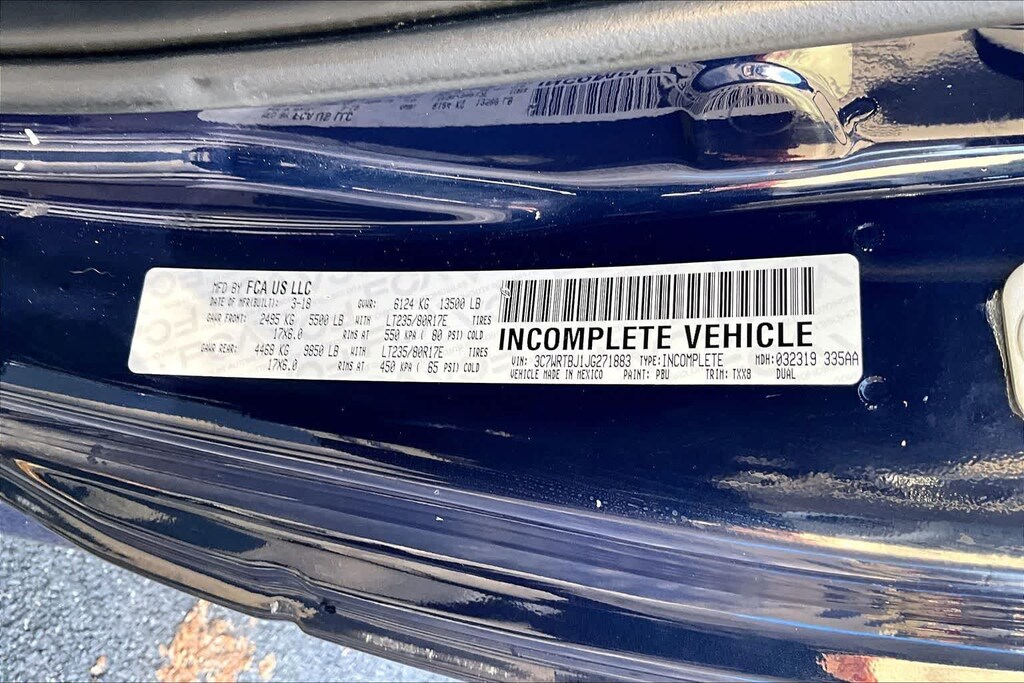 MFD BY FCA US LLC
DATE OF MFR(BUILT): 3-18 GVWR: 6124 KG 13500 LB
GAWR FRONT: 2495 KG 5500 LB WITH LT235/80R17E TIRES
17X6.0 RIMS AT 550 KPA ( 80 PSI) COLD
GAWR REAR: 4468 KG 9850 LB WITH LT235/80R17E TIRES
17X6.0 RIMS AT 450 KPA ( 65 PSI) COLD
INCOMPLETE VEHICLE
VIN: 3C7WRTBJ1JG271883 TYPE: INCOMPLETE MDH: 032319 335AA
VEHICLE MADE IN MEXICO PAINT: PBU TRIM: TXX8 DUAL